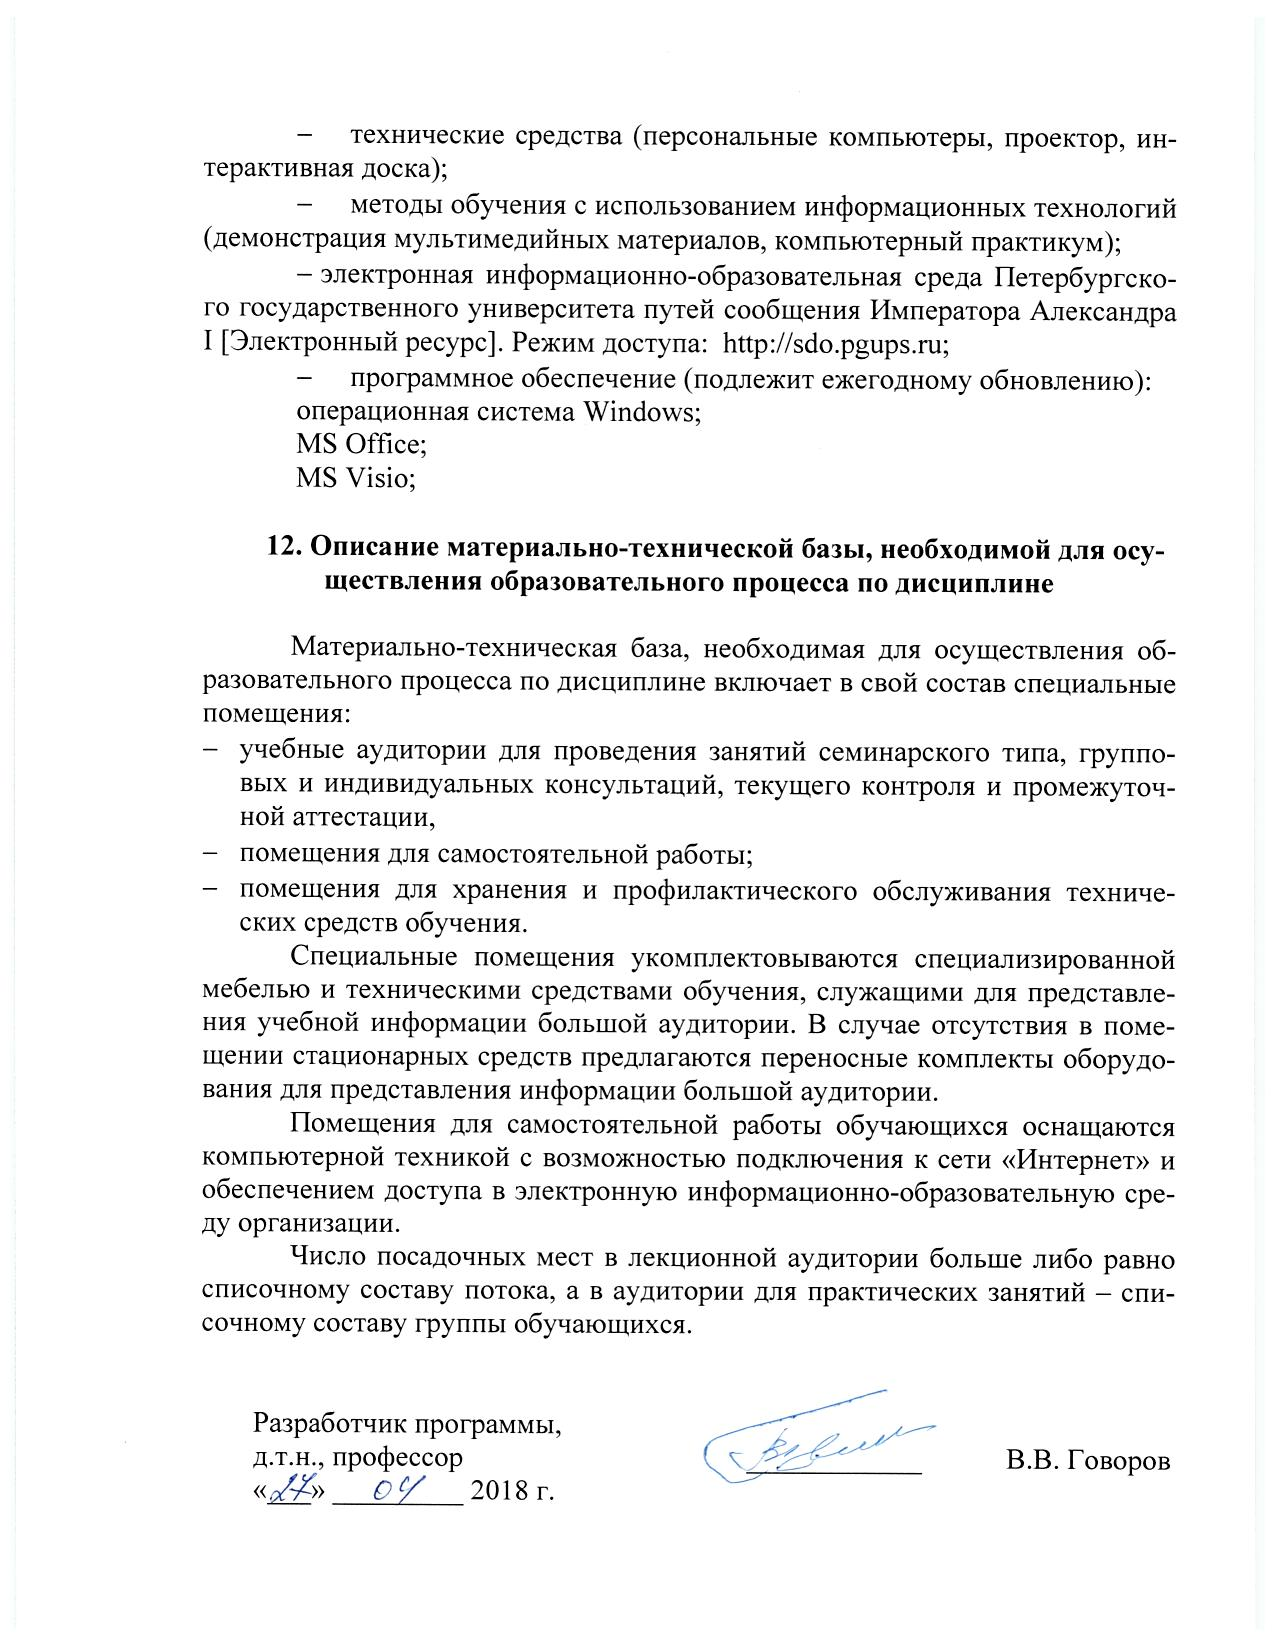 – технические средства (персональные компьютеры, проектор, ин-
терактивная доска);
– методы обучения с использованием информационных технологий
(демонстрация мультимедийных материалов, компьютерный практикум);
– электронная информационно-образовательная среда Петербургско-
го государственного университета путей сообщения Императора Александра
I [Электронный ресурс]. Режим доступа: http://sdo.pgups.ru;
– программное обеспечение (подлежит ежегодному обновлению):
операционная система Windows;
MS Office;
MS Visio;
12. Описание материально-технической базы, необходимой для осу-
ществления образовательного процесса по дисциплине
Материально-техническая база, необходимая для осуществления об-
разовательного процесса по дисциплине включает в свой состав специальные
помещения:
– учебные аудитории для проведения занятий семинарского типа, группо-
вых и индивидуальных консультаций, текущего контроля и промежуточ-
ной аттестации,
– помещения для самостоятельной работы;
– помещения для хранения и профилактического обслуживания техниче-
ских средств обучения.
Специальные помещения укомплектовываются специализированной
мебелью и техническими средствами обучения, служащими для представле-
ния учебной информации большой аудитории. В случае отсутствия в поме-
щении стационарных средств предлагаются переносные комплекты оборудо-
вания для представления информации большой аудитории.
Помещения для самостоятельной работы обучающихся оснащаются
компьютерной техникой с возможностью подключения к сети «Интернет» и
обеспечением доступа в электронную информационно-образовательную сре-
ду организации.
Число посадочных мест в лекционной аудитории больше либо равно
списочному составу потока, а в аудитории для практических занятий – спи-
сочному составу группы обучающихся.
Разработчик программы,
д.т.н., профессор ____________ В.В. Говоров
«27» 04 2018 г.